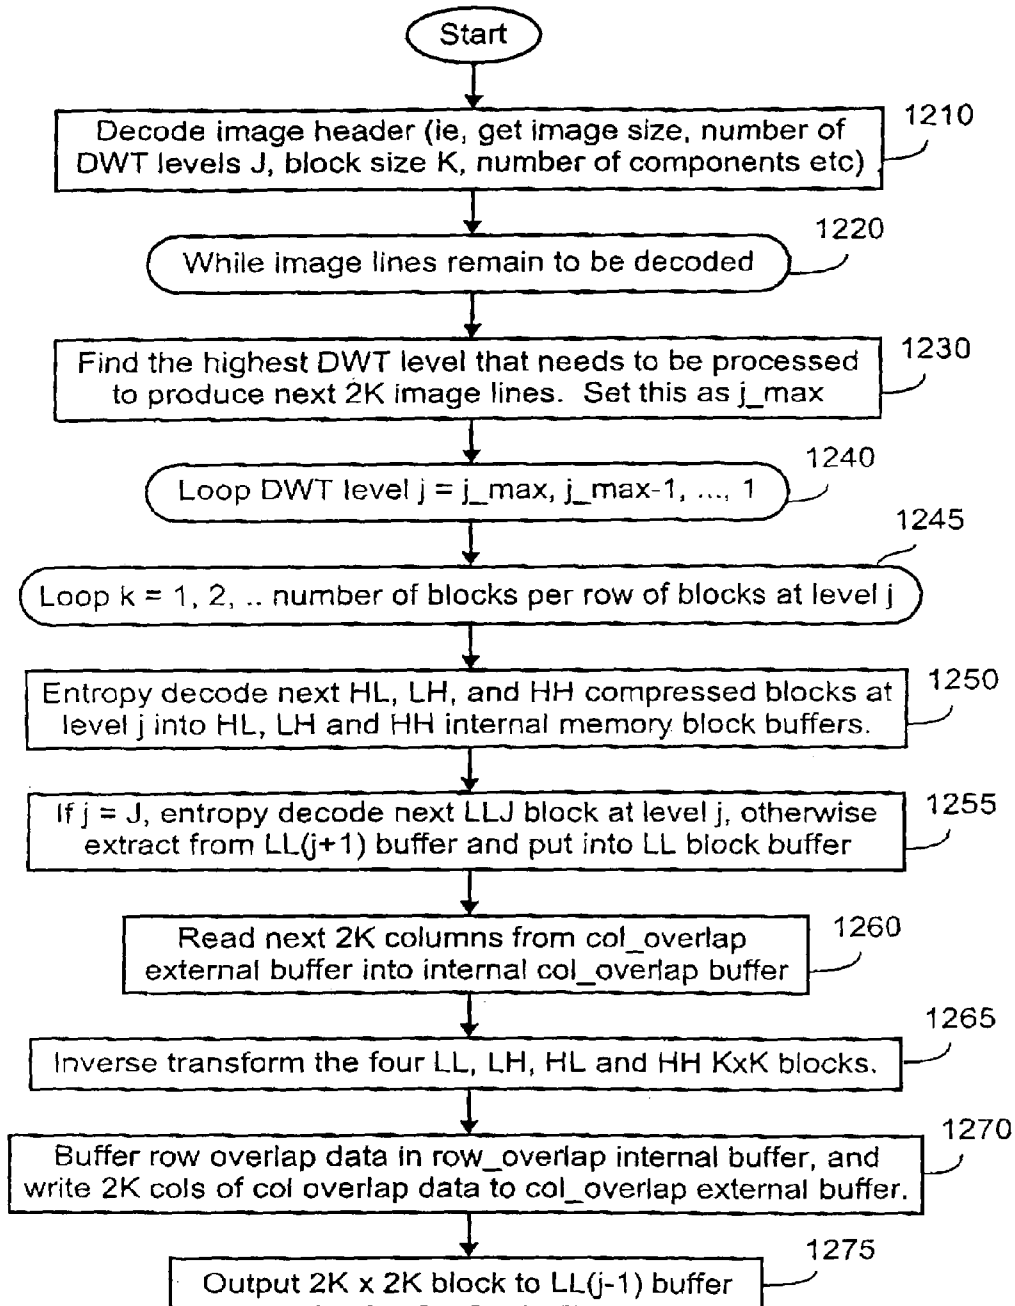 Start
1210
Decode image header (ie, get image size, number of
DWT levels J, block size K, number of components etc)
1220
While image lines remain to be decoded
1230
Find the highest DWT level that needs to be processed
to produce next 2K image lines. Set this as j_max
1240
Loop DWT level j = j_max, j_max-1, ..., 1
1245
Loop k = 1, 2, .. number of blocks per row of blocks at level j
1250
Entropy decode next HL, LH, and HH compressed blocks at
level j into HL, LH and HH internal memory block buffers.
1255
If j = J, entropy decode next LLJ block at level j, otherwise
extract from LL(j+1) buffer and put into LL block buffer
1260
Read next 2K columns from col_overlap
external buffer into internal col_overlap buffer
1265
Inverse transform the four LL, LH, HL and HH KxK blocks.
1270
Buffer row overlap data in row_overlap internal buffer, and
write 2K cols of col overlap data to col_overlap external buffer.
1275
Output 2K x 2K block to LL(j-1) buffer